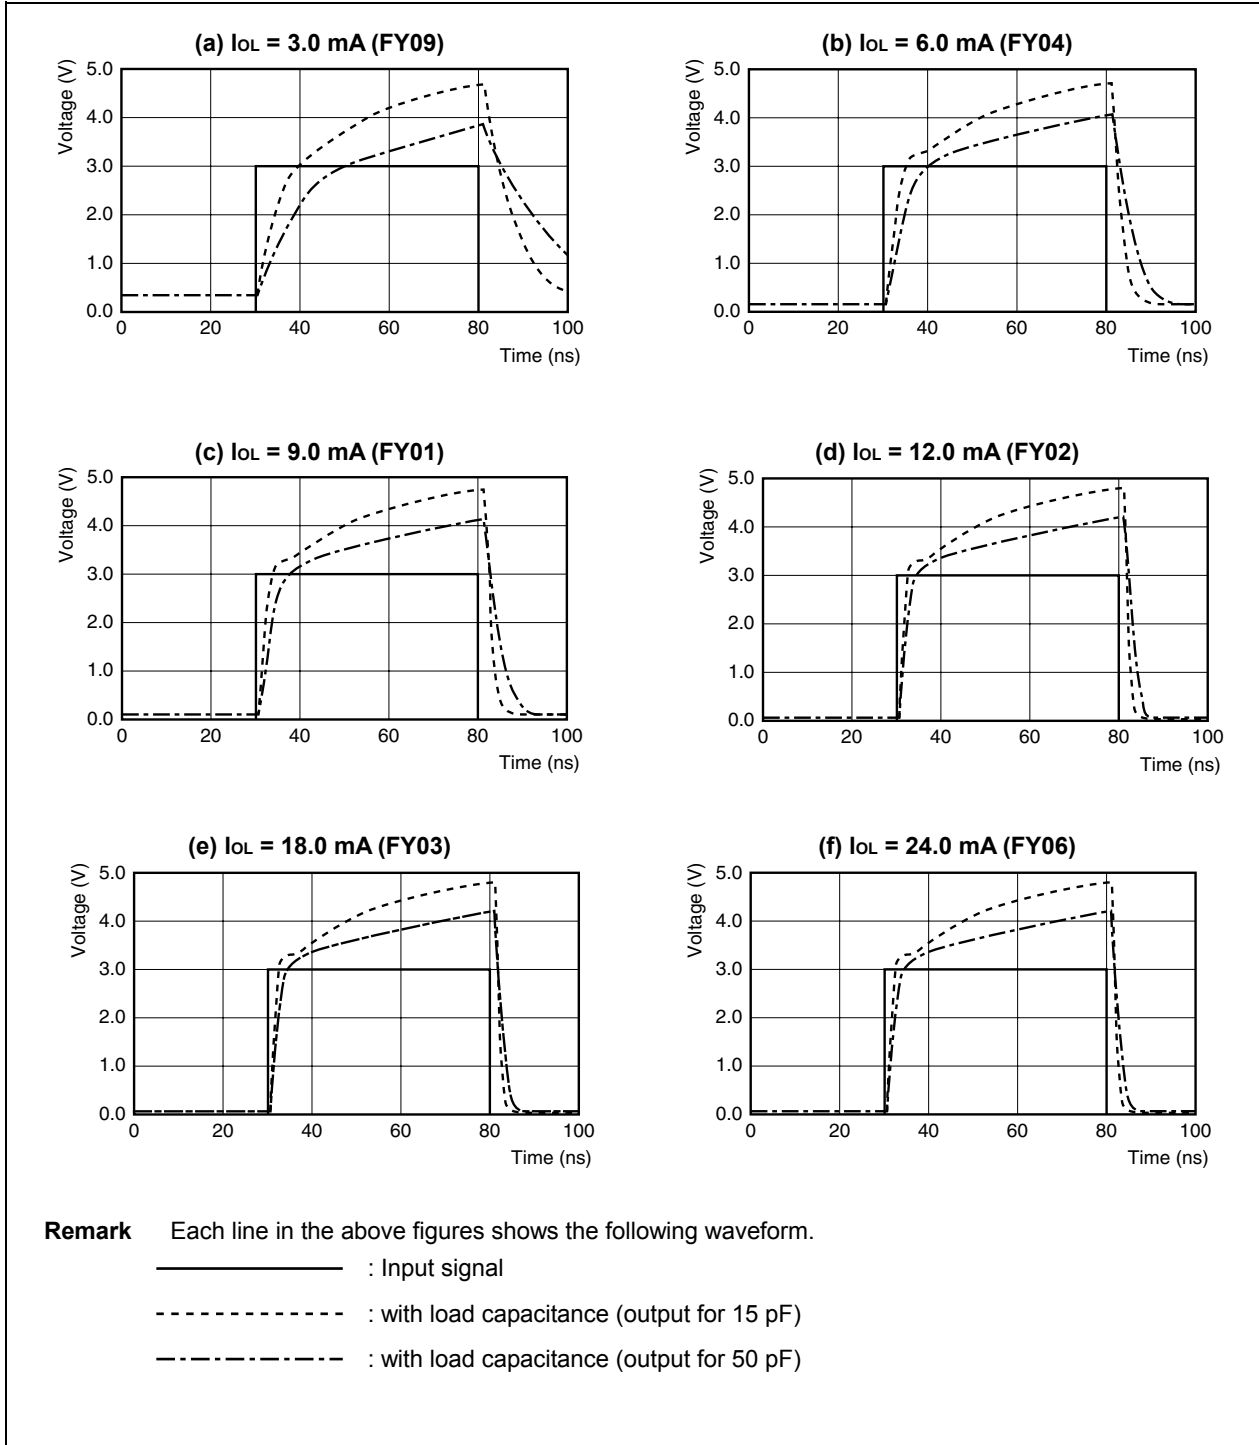 (a) IOL = 3.0 mA (FY09)
Voltage (V)
5.0
4.0
3.0
2.0
1.0
0.0
0 20 40 60 80 100
Time (ns)
(b) IOL = 6.0 mA (FY04)
Voltage (V)
5.0
4.0
3.0
2.0
1.0
0.0
0 20 40 60 80 100
Time (ns)
(c) IOL = 9.0 mA (FY01)
Voltage (V)
5.0
4.0
3.0
2.0
1.0
0.0
0 20 40 60 80 100
Time (ns)
(d) IOL = 12.0 mA (FY02)
Voltage (V)
5.0
4.0
3.0
2.0
1.0
0.0
0 20 40 60 80 100
Time (ns)
(e) IOL = 18.0 mA (FY03)
Voltage (V)
5.0
4.0
3.0
2.0
1.0
0.0
0 20 40 60 80 100
Time (ns)
(f) IOL = 24.0 mA (FY06)
Voltage (V)
5.0
4.0
3.0
2.0
1.0
0.0
0 20 40 60 80 100
Time (ns)
Remark Each line in the above figures shows the following waveform.
: Input signal
: with load capacitance (output for 15 pF)
: with load capacitance (output for 50 pF)